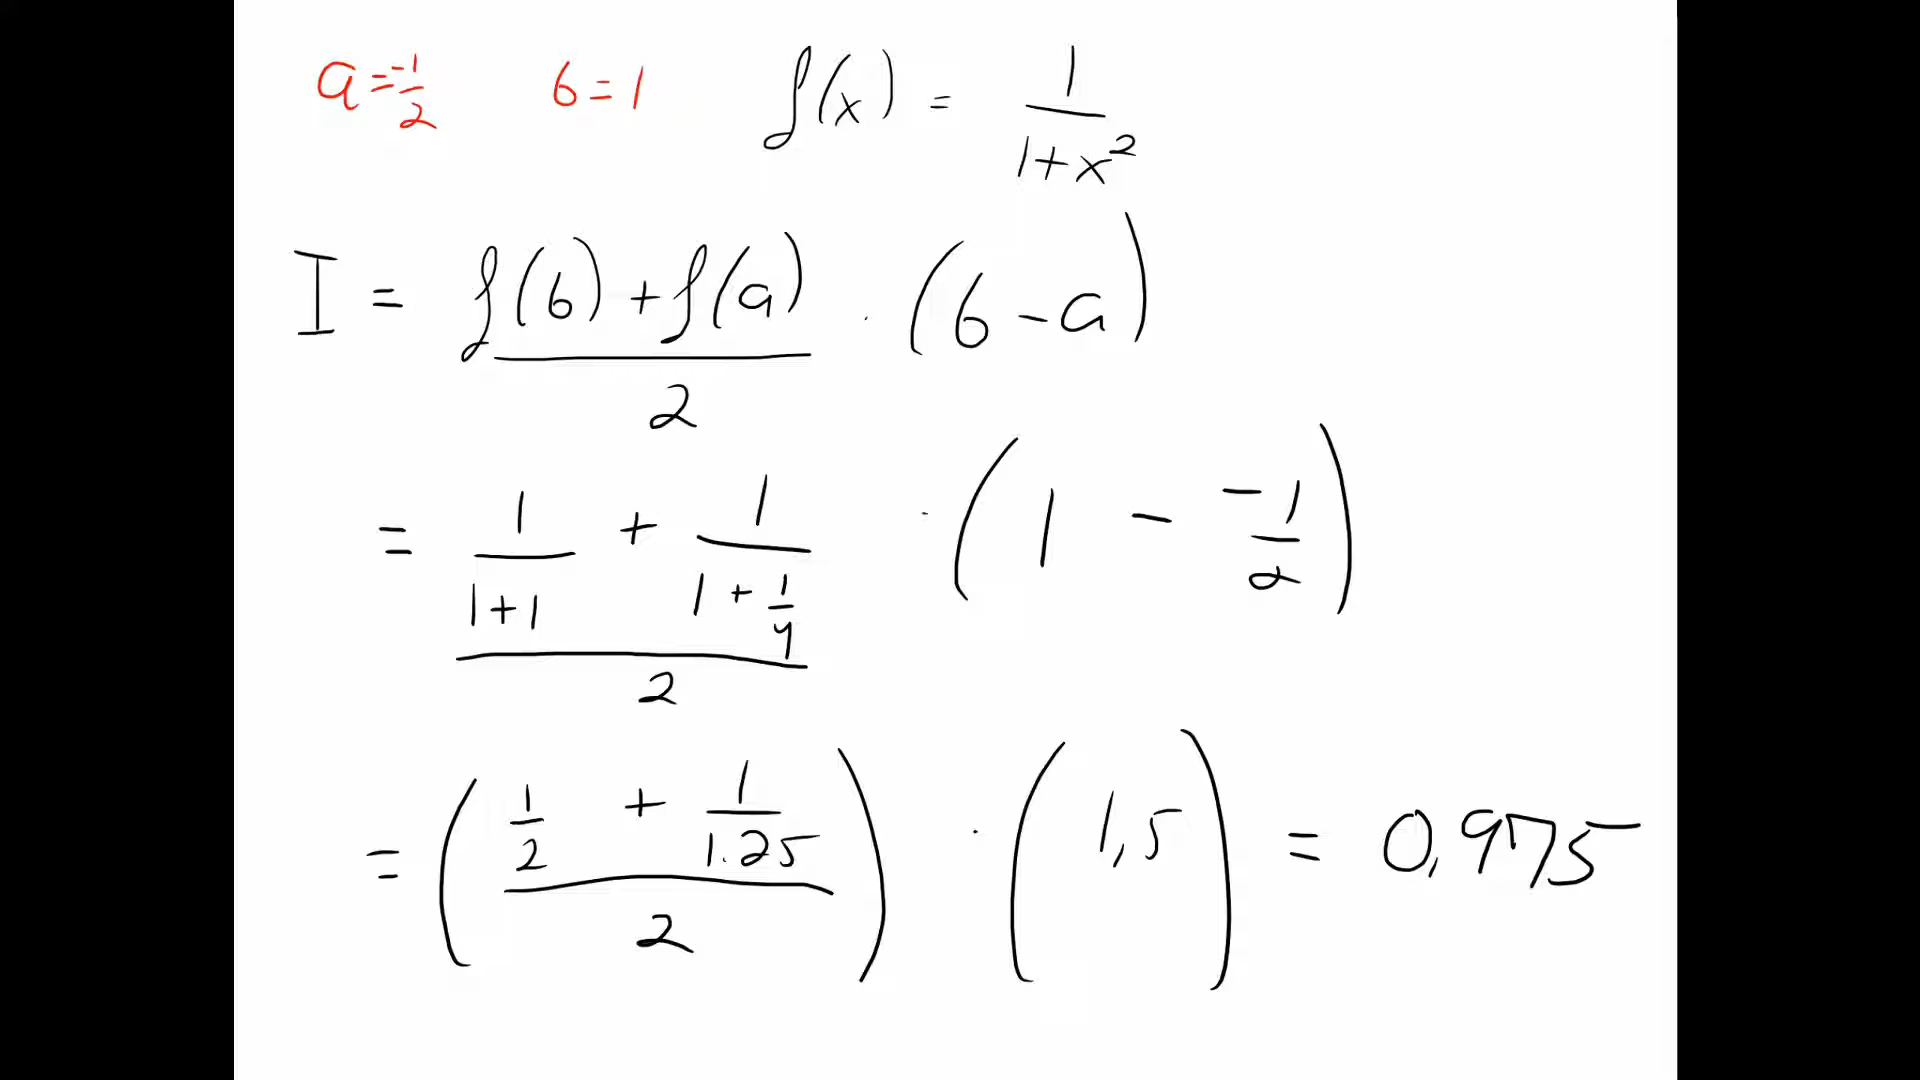 a = -1/2 b = 1 f(x) = 1/(1+x²)
I = (f(b) + f(a))/2 · (b - a)
= (1/(1+1) + 1/(1+1/4))/2 · (1 - -1/2)
= ((1/2 + 1/1.25)/2) · (1,5) = 0,975